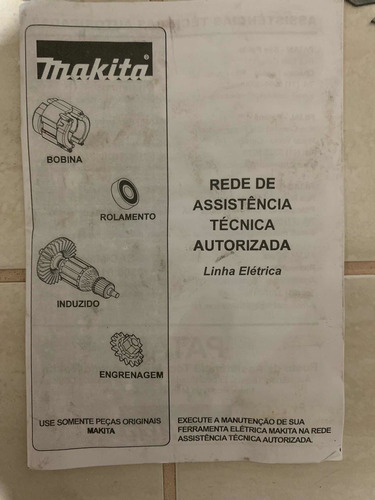 makita®
BOBINA
ROLAMENTO
INDUZIDO
ENGRENAGEM
USE SOMENTE PEÇAS ORIGINAIS
MAKITA
REDE DE
ASSISTÊNCIA
TÉCNICA
AUTORIZADA
Linha Elétrica
EXECUTE A MANUTENÇÃO DE SUA
FERRAMENTA ELÉTRICA MAKITA NA REDE
ASSISTÊNCIA TÉCNICA AUTORIZADA.